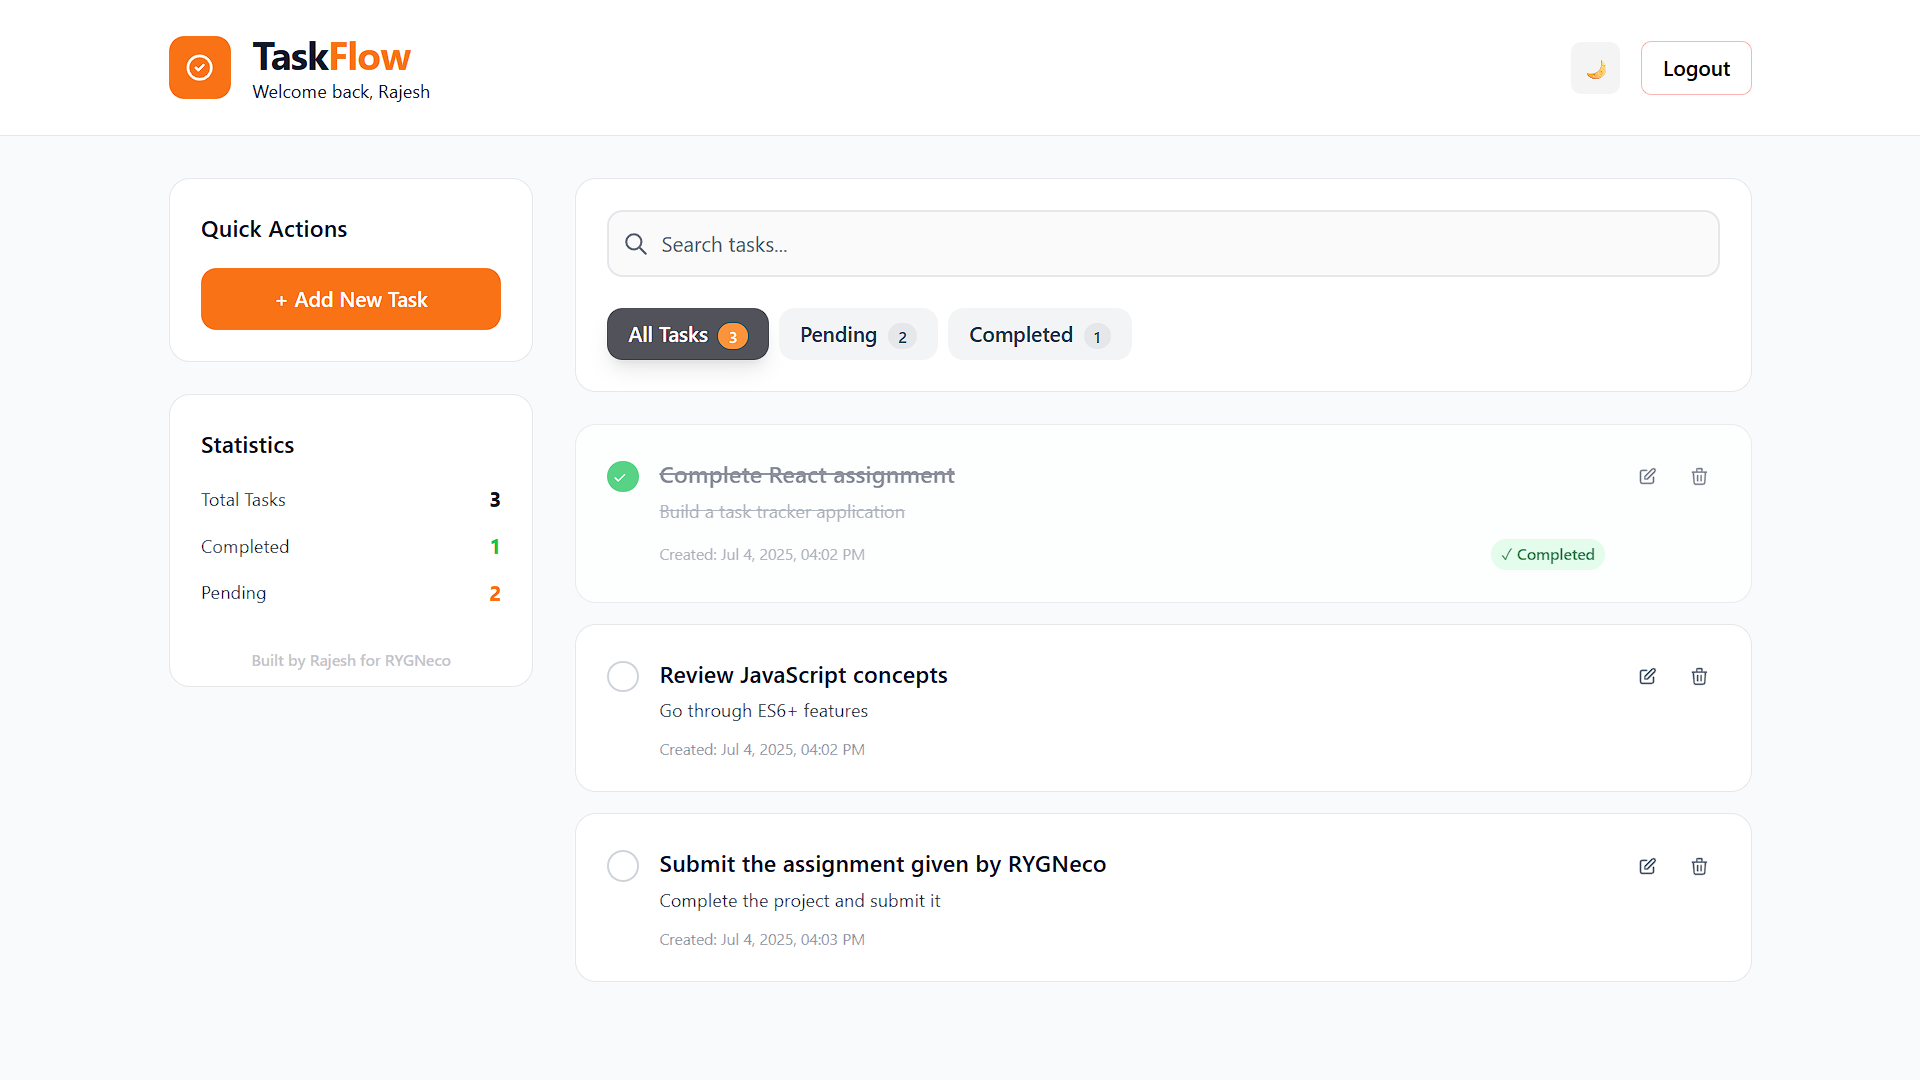 TaskFlow
Welcome back, Rajesh
Logout
Quick Actions
+ Add New Task
Statistics
Total Tasks 3
Completed 1
Pending 2
Built by Rajesh for RYGNeco
Search tasks...
All Tasks 3
Pending 2
Completed 1
Complete React assignment
Build a task tracker application
Created: Jul 4, 2025, 04:02 PM
✓ Completed
Review JavaScript concepts
Go through ES6+ features
Created: Jul 4, 2025, 04:02 PM
Submit the assignment given by RYGNeco
Complete the project and submit it
Created: Jul 4, 2025, 04:03 PM